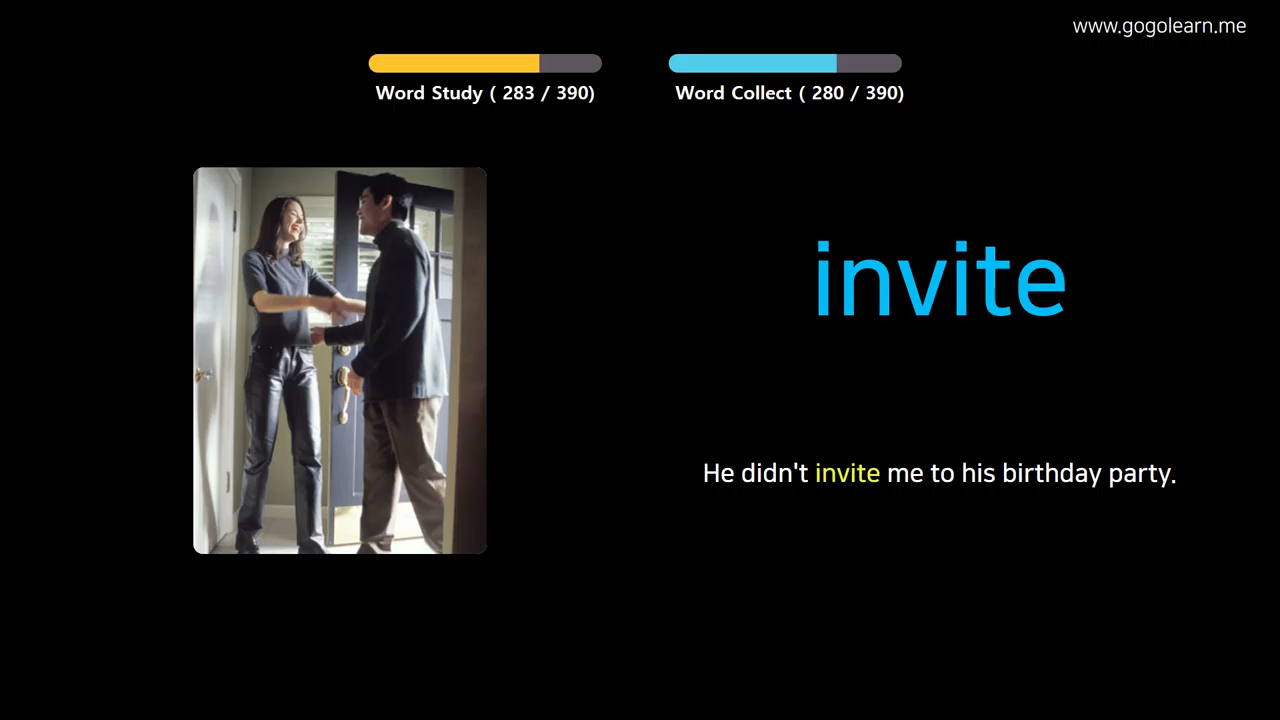 www.gogolearn.me
Word Study ( 283 / 390)
Word Collect ( 280 / 390)
invite
He didn't invite me to his birthday party.